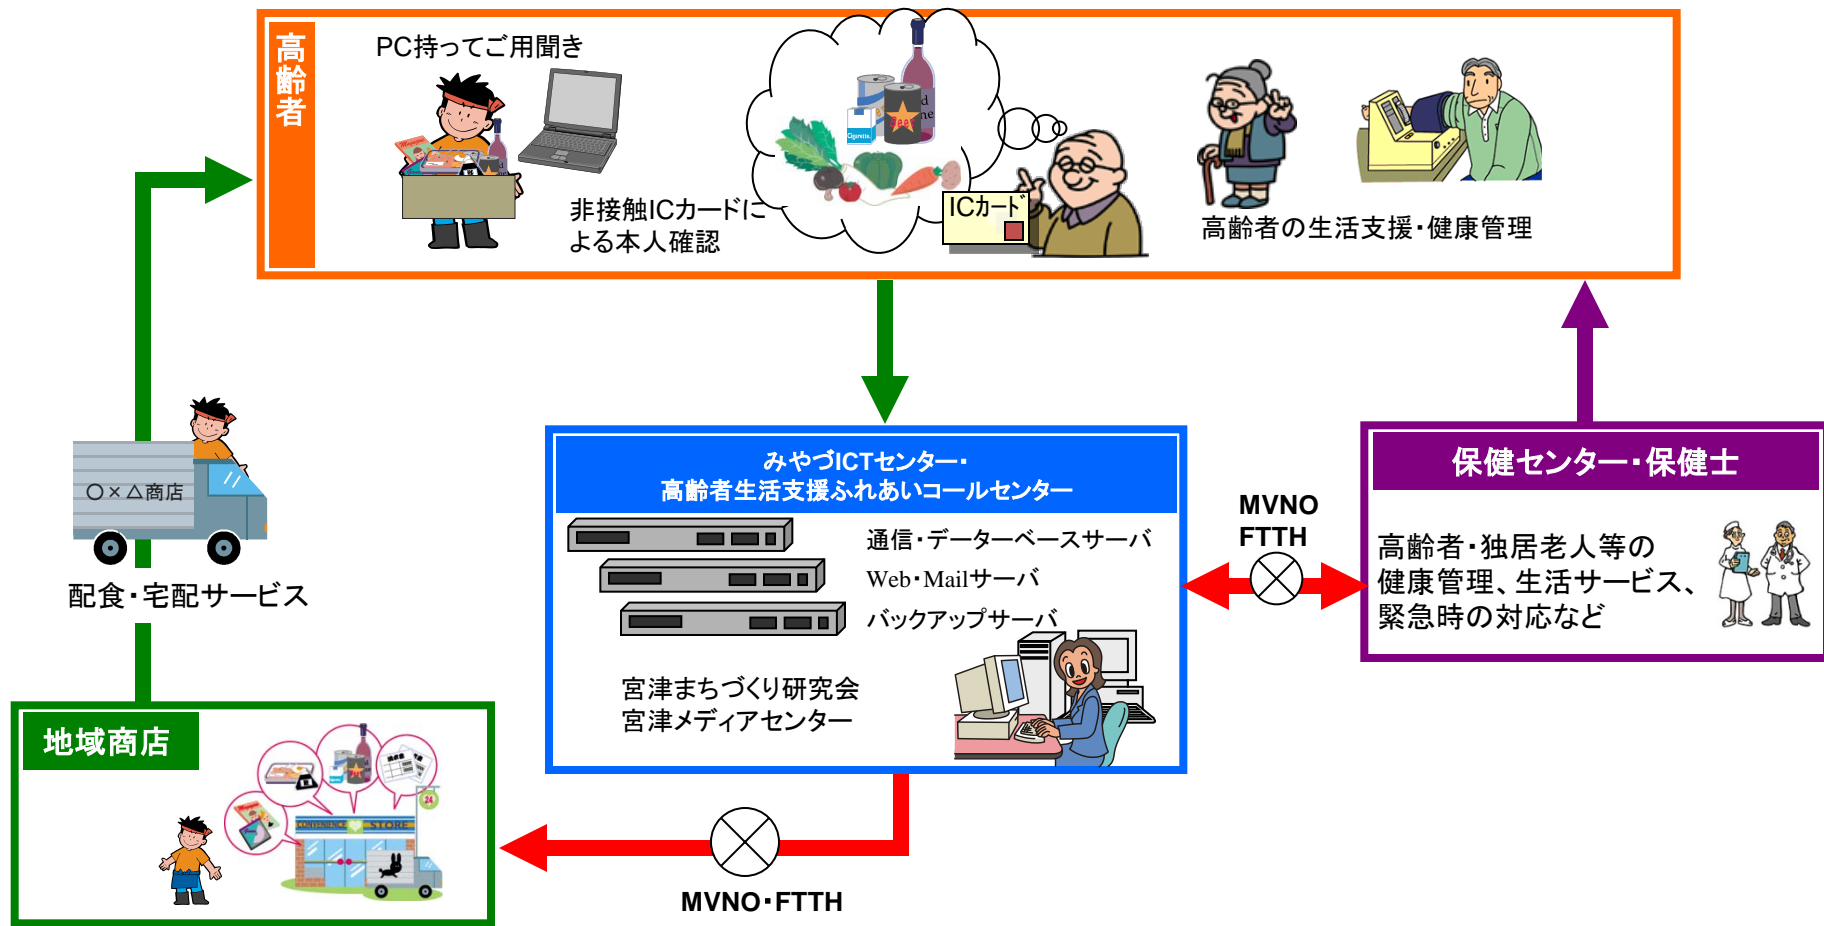 高齢者
PC持ってご用聞き
非接触ICカードに
よる本人確認
Beer
Cigarette
ICｶｰﾄﾞ
高齢者の生活支援・健康管理
〇×△商店
配食・宅配サービス
みやづICTセンター・
高齢者生活支援ふれあいコールセンター
通信・データーベースサーバ
Web・Mailサーバ
バックアップサーバ
宮津まちづくり研究会
宮津メディアセンター
MVNO
FTTH
保健センター・保健士
高齢者・独居老人等の
健康管理、生活サービス、
緊急時の対応など
地域商店
24
CONVENIENCE STORE
MVNO・FTTH